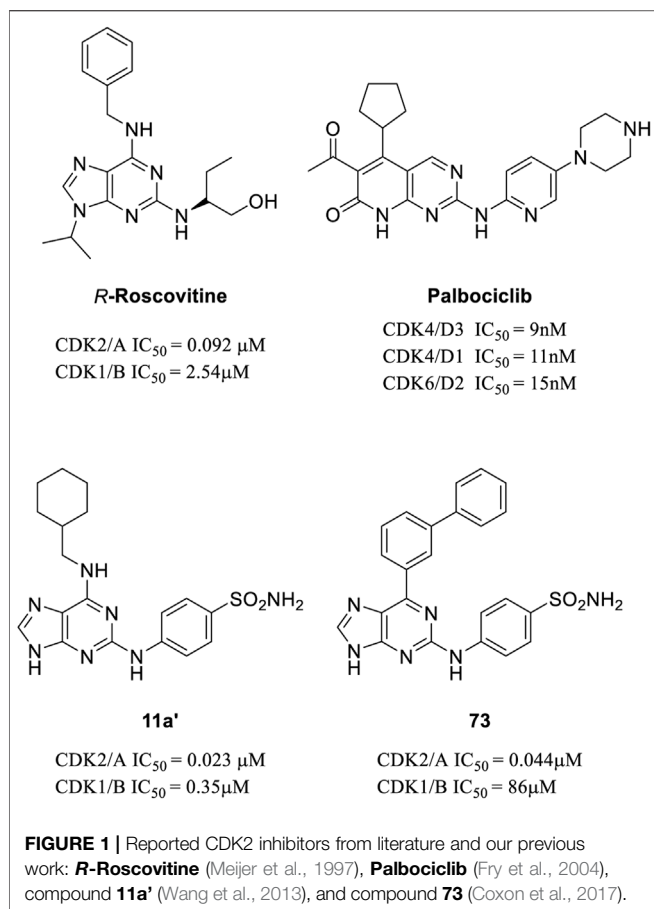 NH
N
N
N
N
N
H
OH
O
O
N
NH
N
N
H
N
N
NH
R-Roscovitine
CDK2/A IC₅₀ = 0.092 μM
CDK1/B IC₅₀ = 2.54μM
Palbociclib
CDK4/D3 IC₅₀ = 9nM
CDK4/D1 IC₅₀ = 11nM
CDK6/D2 IC₅₀ = 15nM
NH
N
N
N
H
N
N
H
SO₂NH₂
11a'
CDK2/A IC₅₀ = 0.023 μM
CDK1/B IC₅₀ = 0.35μM
N
N
N
H
N
N
H
SO₂NH₂
73
CDK2/A IC₅₀ = 0.044μM
CDK1/B IC₅₀ = 86μM
FIGURE 1 | Reported CDK2 inhibitors from literature and our previous
work: R-Roscovitine (Meijer et al., 1997), Palbociclib (Fry et al., 2004),
compound 11a' (Wang et al., 2013), and compound 73 (Coxon et al., 2017).